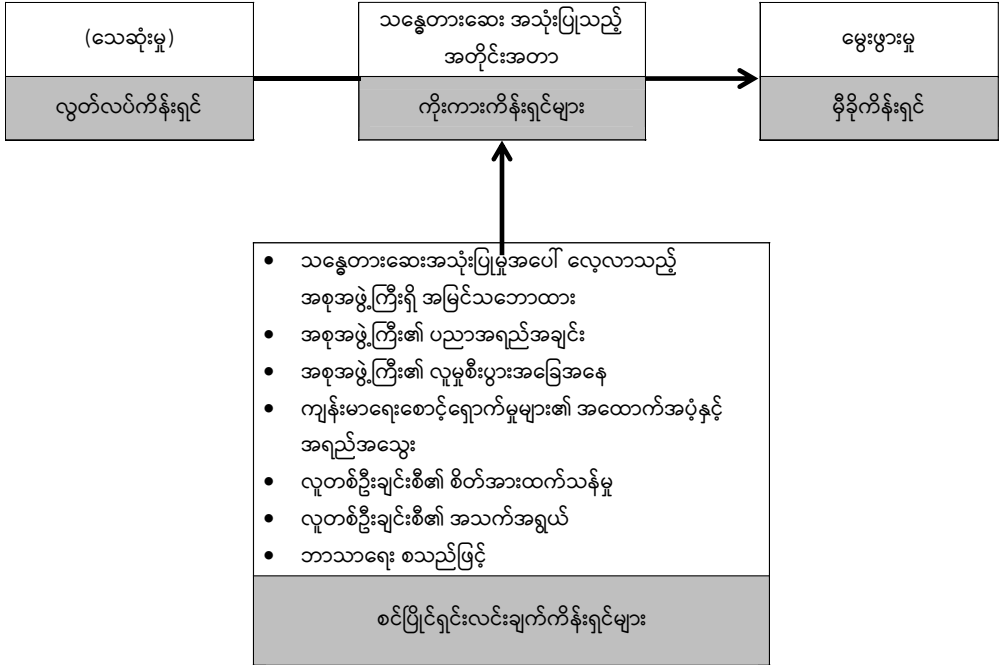 (သေဆုံးမှု)
လွတ်လပ်ကိန်းရှင်
သန္ဓေတားဆေး အသုံးပြုသည့်
အတိုင်းအတာ
ကိုးကားကိန်းရှင်များ
မွေးဖွားမှု
မှီခိုကိန်းရှင်
• သန္ဓေတားဆေးအသုံးပြုမှုအပေါ် လေ့လာသည့်
အစုအဖွဲ့ကြီးရှိ အမြင်သဘောထား
• အစုအဖွဲ့ကြီး၏ ပညာအရည်အချင်း
• အစုအဖွဲ့ကြီး၏ လူမှုစီးပွားအခြေအနေ
• ကျန်းမာရေးစောင့်ရှောက်မှုများ၏ အထောက်အပံ့နှင့်
အရည်အသွေး
• လူတစ်ဦးချင်းစီ၏ စိတ်အားထက်သန်မှု
• လူတစ်ဦးချင်းစီ၏ အသက်အရွယ်
• ဘာသာရေး စသည်ဖြင့်
စင်ပြိုင်ရှင်းလင်းချက်ကိန်းရှင်များ